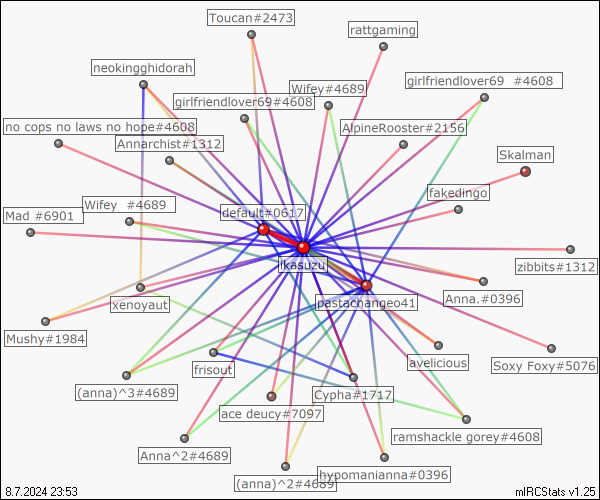 Toucan#2473
rattgaming
neokingghidorah
Wifey#4689
girlfriendlover69  #4608
girlfriendlover69#4608
no cops no laws no hope#4608
AlpineRooster#2156
Annarchist#1312
Skalman
fakedingo
Wifey  #4689
default#0617
Mad #6901
ikasuzu
zibbits#1312
xenoyaut
pastachangeo41
Anna.#0396
Mushy#1984
avelicious
Soxy Foxy#5076
frisout
(anna)^3#4689
Cypha#1717
ace deucy#7097
ramshackle gorey#4608
Anna^2#4689
hypomanianna#0396
(anna)^2#4689
8.7.2024 23:53
mIRCStats v1.25